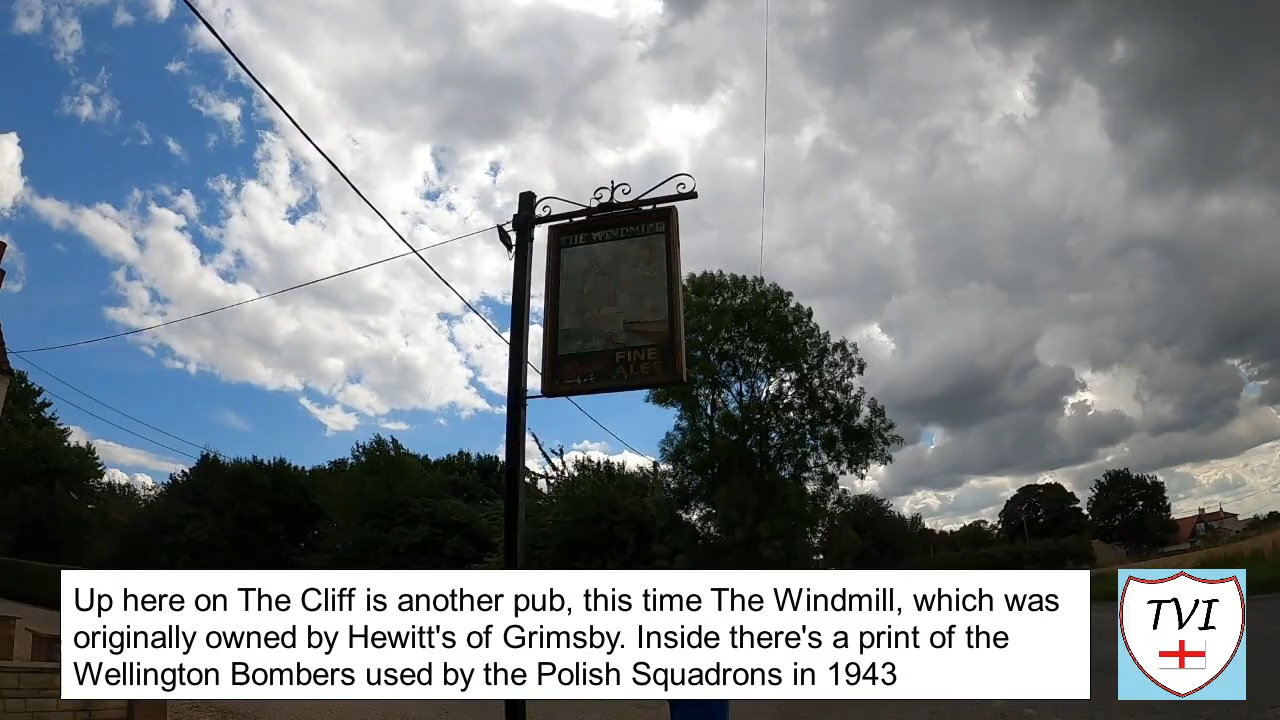 THE WINDMILL
FINE
ALES
Up here on The Cliff is another pub, this time The Windmill, which was
originally owned by Hewitt's of Grimsby. Inside there's a print of the
Wellington Bombers used by the Polish Squadrons in 1943
TVI